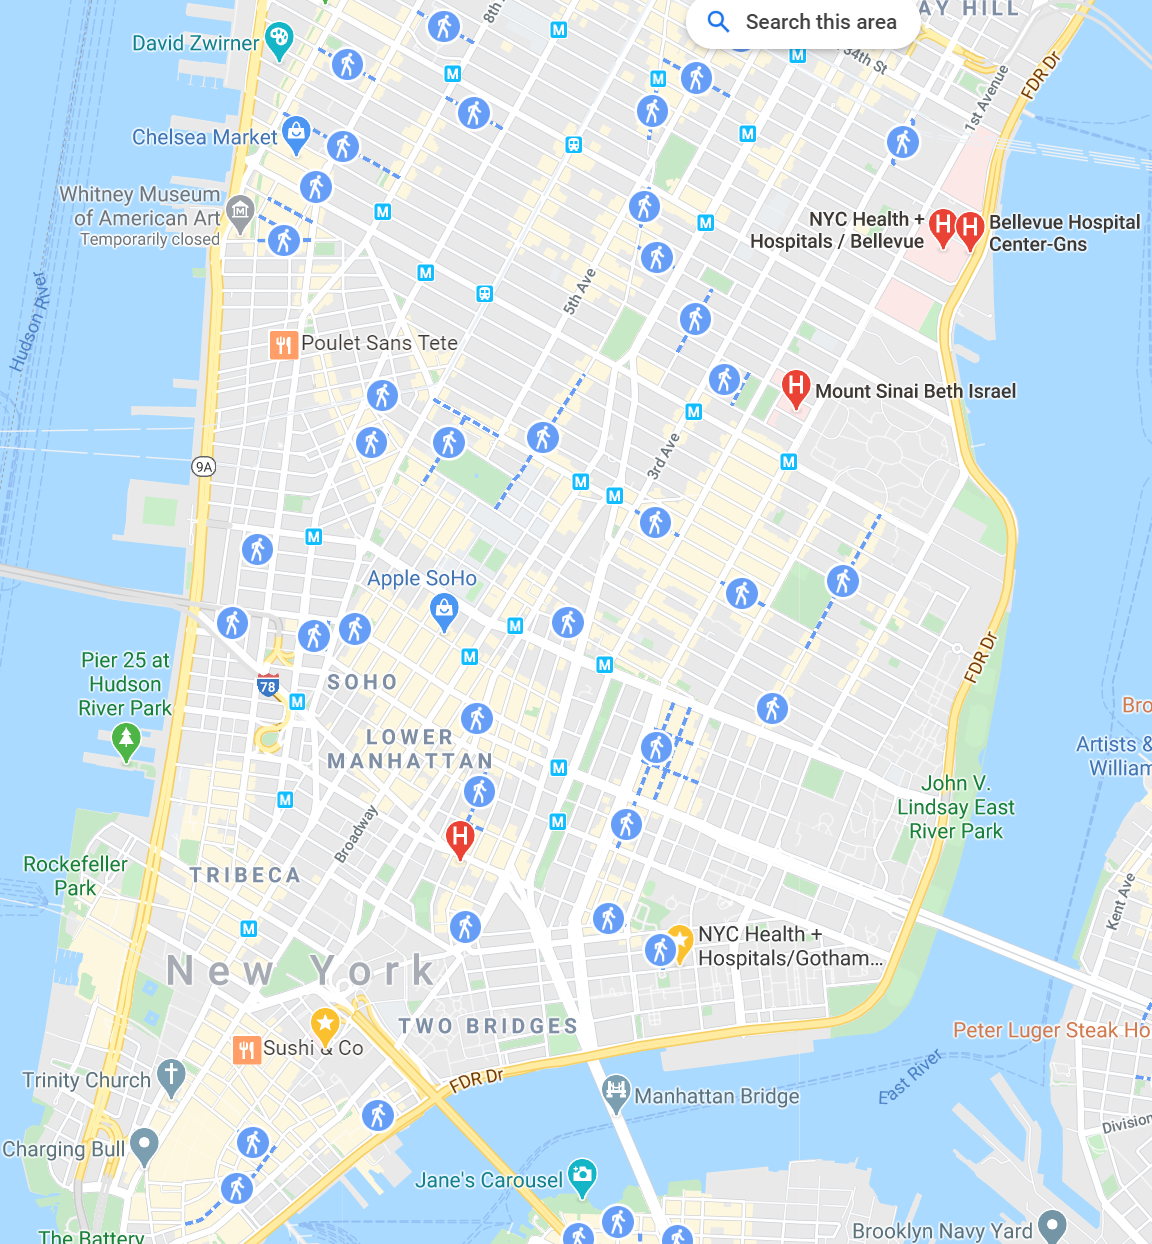 8th
Search this area
AY HILL
David Zwirner
34th St
FDR Dr
1st Avenue
Chelsea Market
Whitney Museum
of American Art
Temporarily closed
NYC Health +
Hospitals / Bellevue
Bellevue Hospital
Center-Gns
Hudson River
5th Ave
Poulet Sans Tete
Mount Sinai Beth Israel
3rd Ave
9A
Apple SoHo
FDR Dr
Pier 25 at
Hudson
River Park
78
SOHO
LOWER
MANHATTAN
Bro
Artists &
William
John V.
Lindsay East
River Park
Broadway
Rockefeller
Park
TRIBECA
Kent Ave
NYC Health +
Hospitals/Gotham...
New York
TWO BRIDGES
Peter Luger Steak Ho
Sushi & Co
Trinity Church
FDR Dr
East River
Manhattan Bridge
Division
Charging Bull
Jane's Carousel
Brooklyn Navy Yard
The Battery